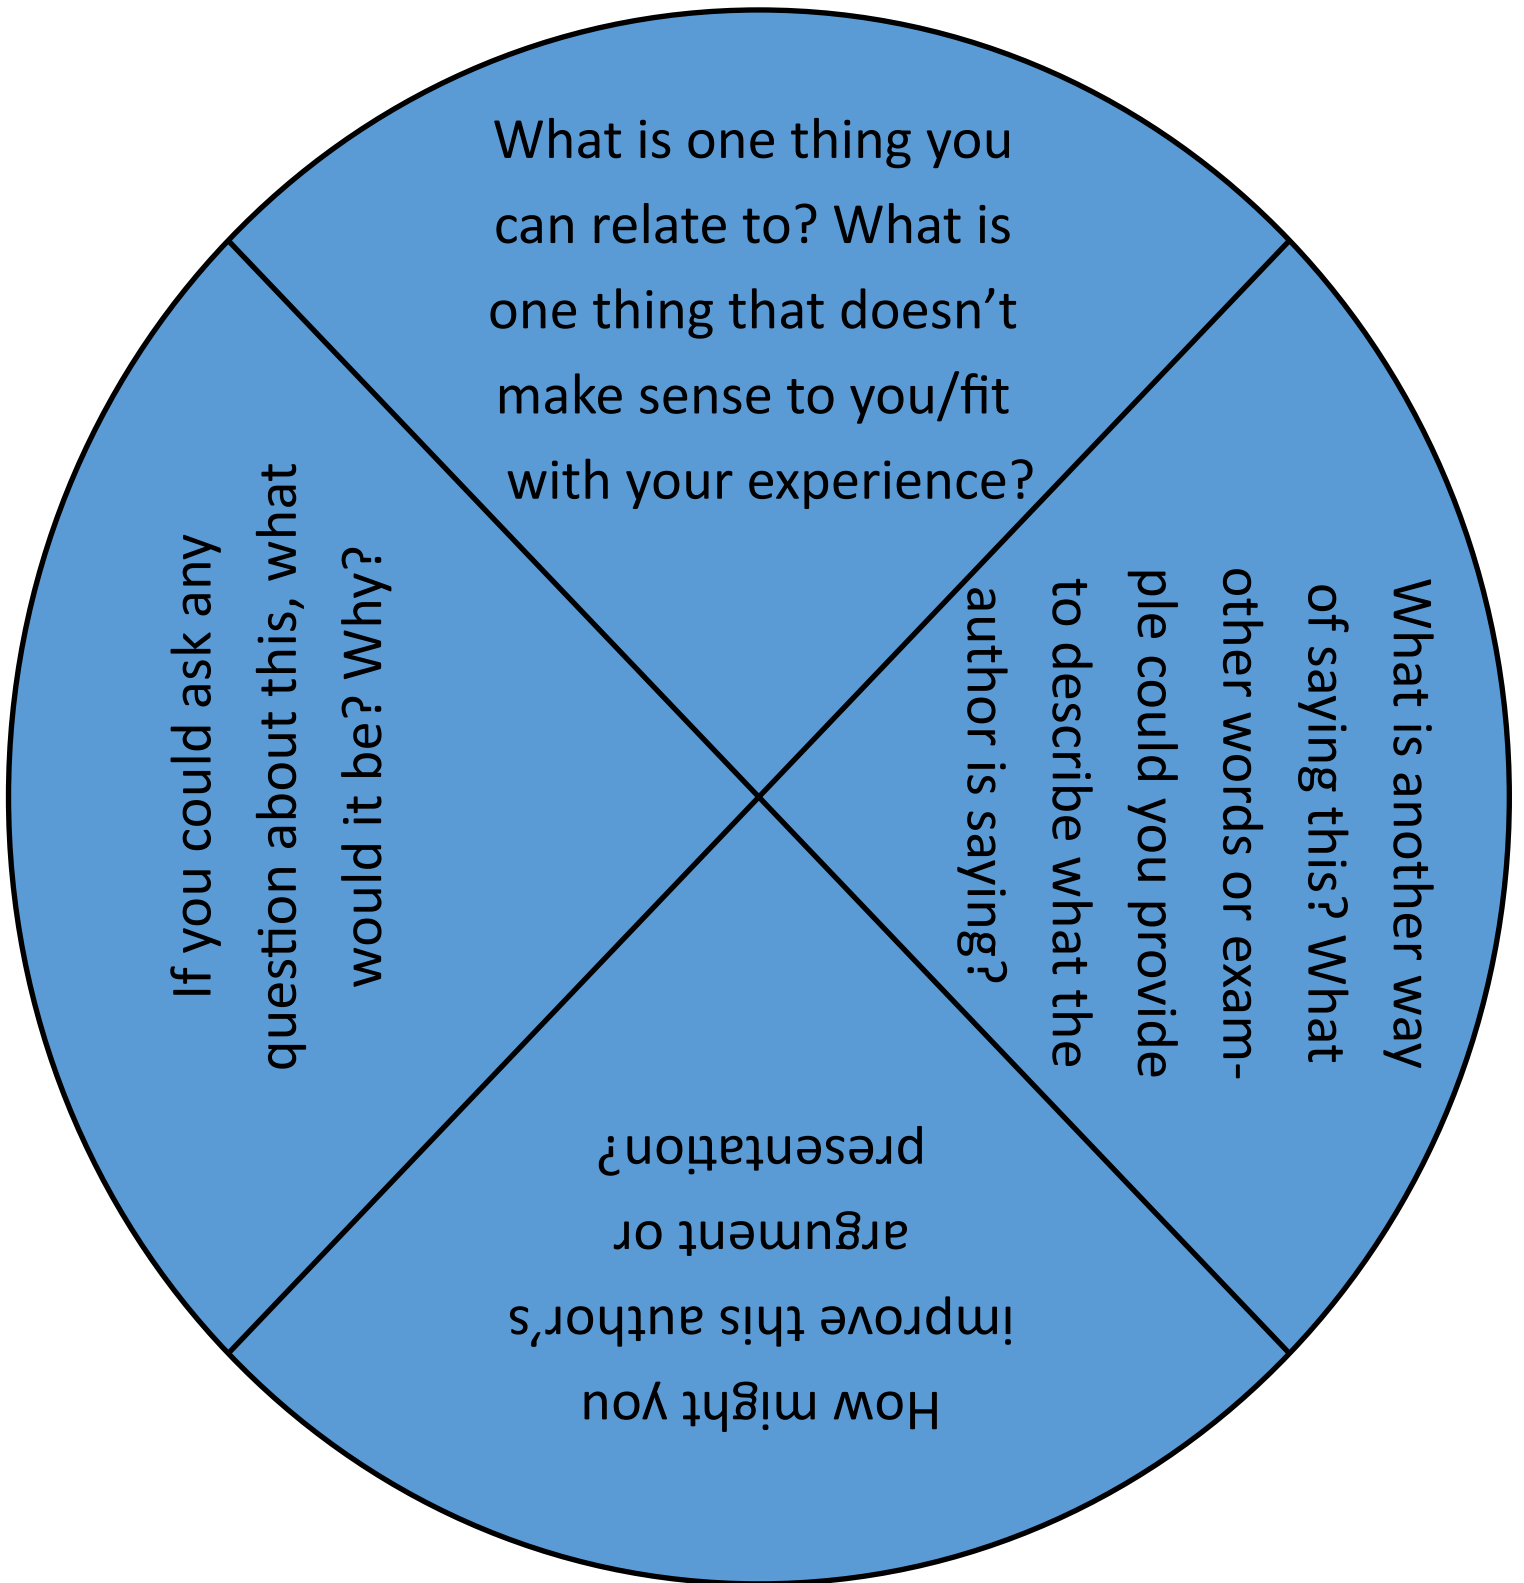 What is one thing you
can relate to? What is
one thing that doesn’t
make sense to you/fit
with your experience?
What is another way
of saying this? What
other words or exam-
ple could you provide
to describe what the
author is saying?
How might you
improve this author’s
argument or
presentation?
If you could ask any
question about this, what
would it be? Why?